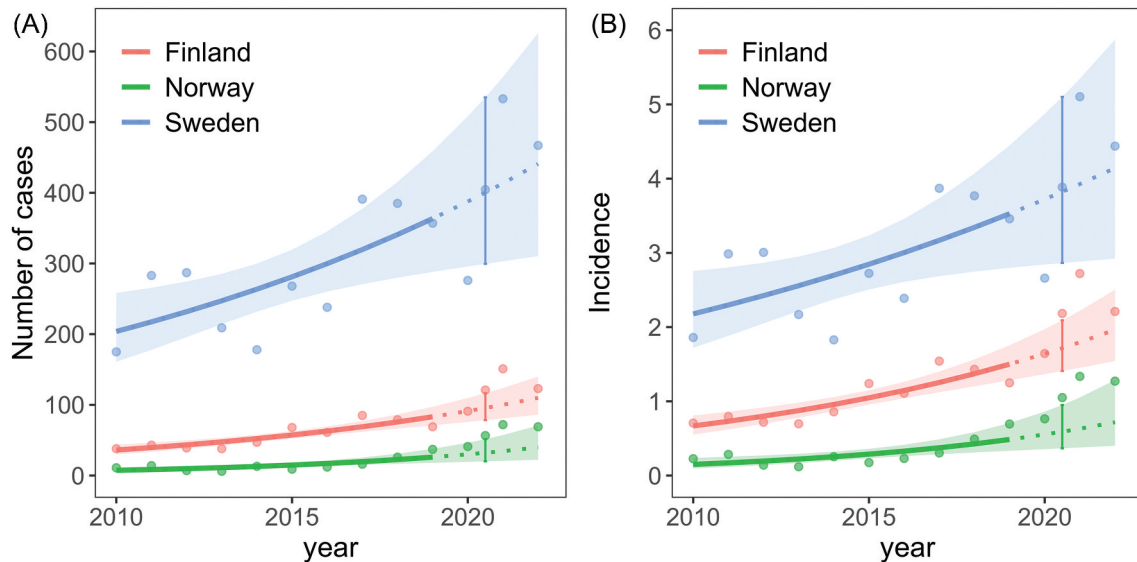 (A)
Number of cases
600
500
400
300
200
100
0
Finland
Norway
Sweden
2010
2015
2020
year
(B)
Incidence
6
5
4
3
2
1
0
Finland
Norway
Sweden
2010
2015
2020
year